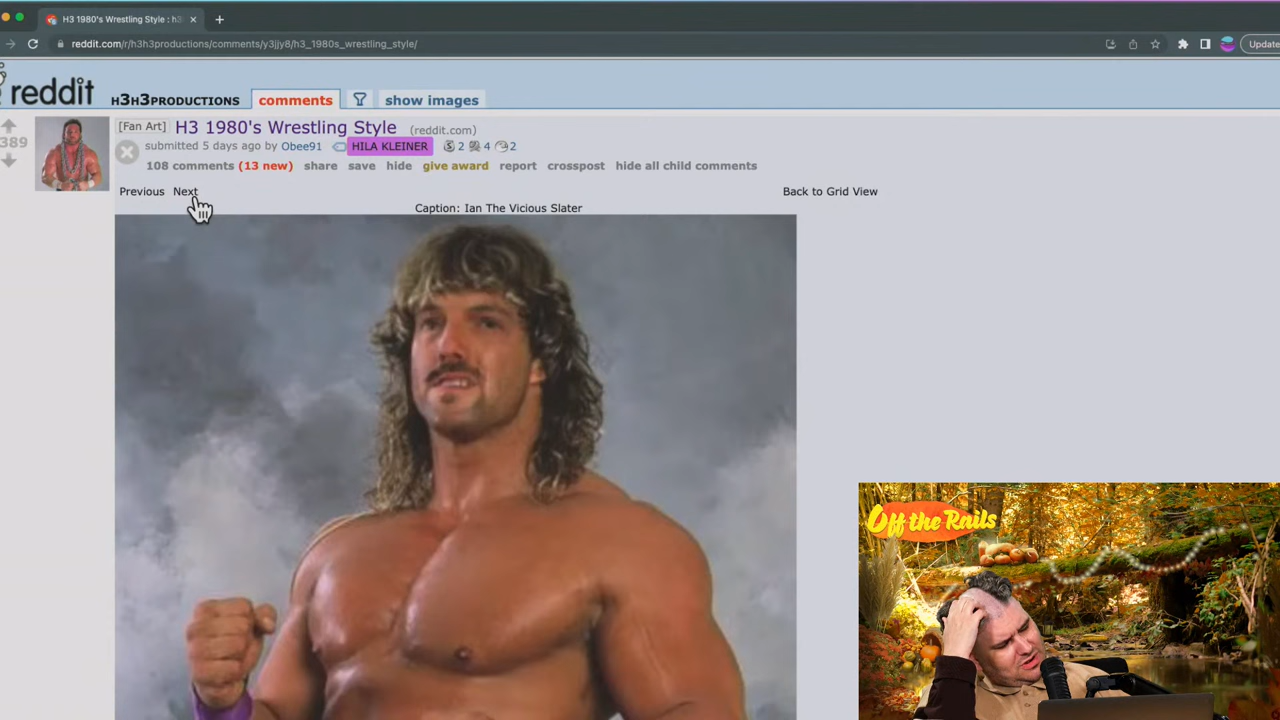 H3 1980's Wrestling Style : h3
Update
reddit.com/r/h3h3productions/comments/y3jjy8/h3_1980s_wrestling_style/
reddit H3H3PRODUCTIONS comments show images
389
[Fan Art] H3 1980's Wrestling Style (reddit.com)
submitted 5 days ago by Obee91 HILA KLEINER 2 4 2
108 comments (13 new) share save hide give award report crosspost hide all child comments
Previous Next Back to Grid View
Caption: Ian The Vicious Slater
Off the Rails